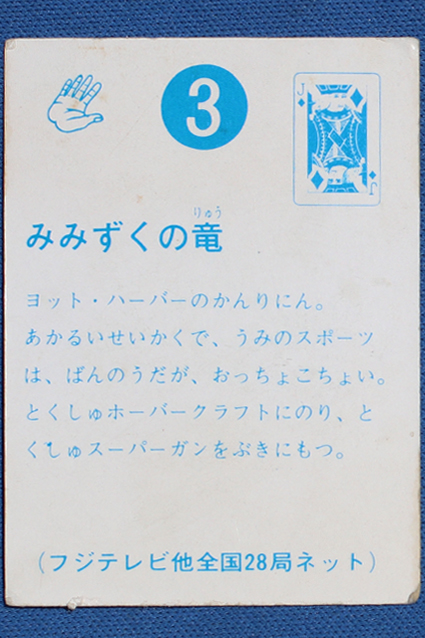 3
J
J
みみずくの竜
りゅう
ヨット・ハーバーのかんりにん。
あかるいせいかくで、うみのスポーツ
は、ばんのうだが、おっちょこちょい。
とくしゅホーバークラフトにのり、と
くしゅスーパーガンをぶきにもつ。
(フジテレビ他全国28局ネット)